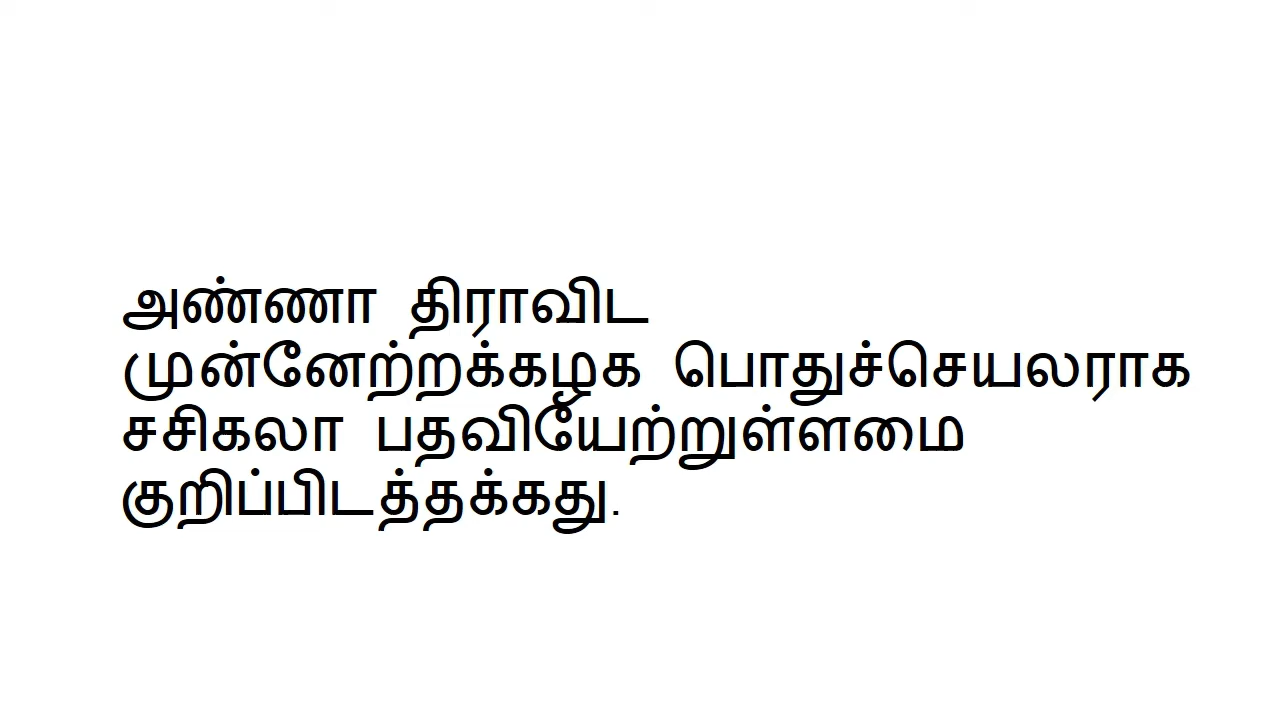 அண்ணா திராவிட
முன்னேற்றக்கழக பொதுச்செயலராக
சசிகலா பதவியேற்றுள்ளமை
குறிப்பிடத்தக்கது.